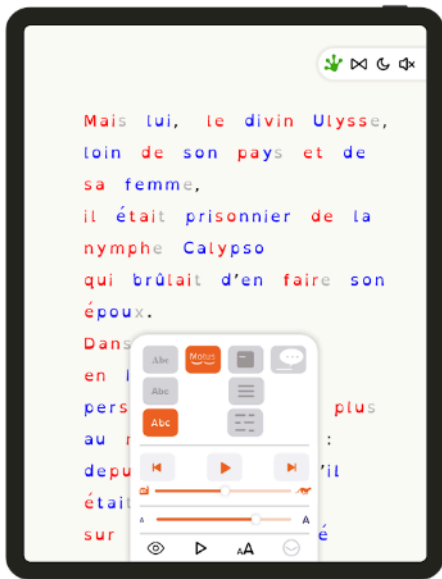 Mais lui, le divin Ulysse,
loin de son pays et de
sa femme,
il était prisonnier de la
nymphe Calypso
qui brûlait d'en faire son
époux.
Dans
Abc Motus
en
Abc
plus
Abc
au :
'il
était
A A
sur é
AA